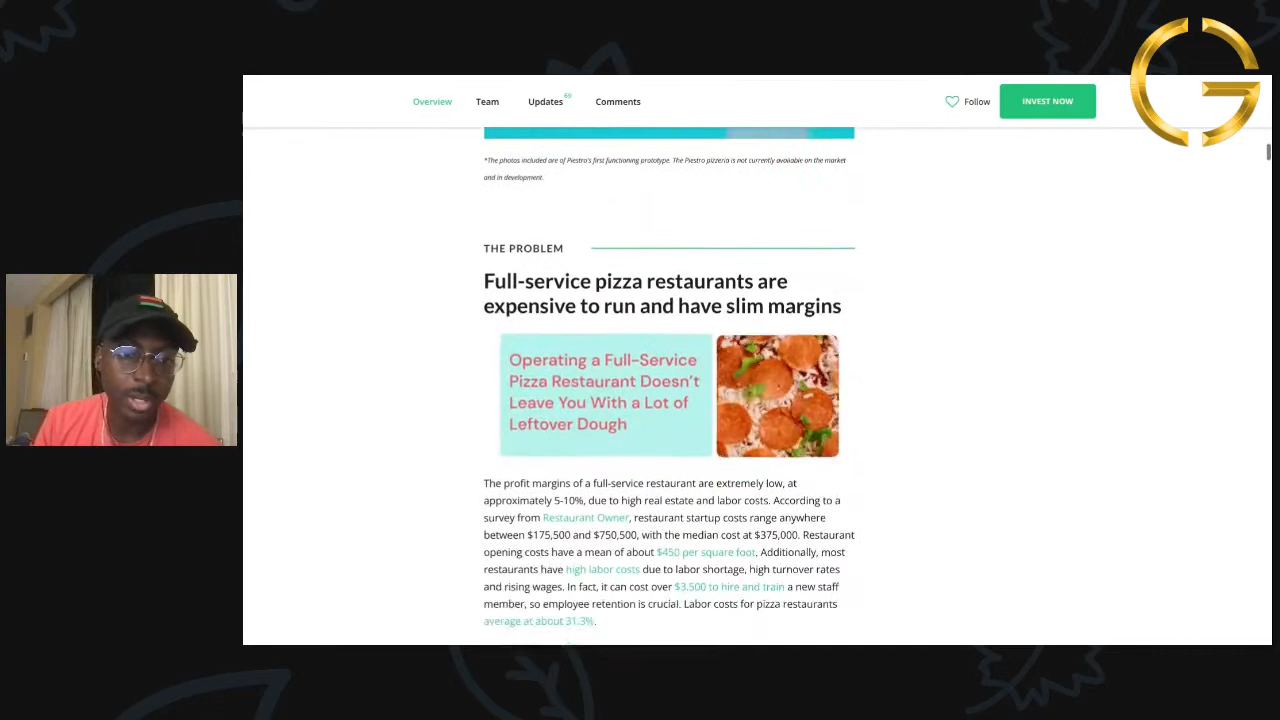 Overview Team Updates 69 Comments Follow INVEST NOW
*The photos included are of Piestro's first functioning prototype. The Piestro pizzeria is not currently available on the market
and in development.
THE PROBLEM
Full-service pizza restaurants are
expensive to run and have slim margins
Operating a Full-Service
Pizza Restaurant Doesn't
Leave You With a Lot of
Leftover Dough
The profit margins of a full-service restaurant are extremely low, at
approximately 5-10%, due to high real estate and labor costs. According to a
survey from Restaurant Owner, restaurant startup costs range anywhere
between $175,500 and $750,500, with the median cost at $375,000. Restaurant
opening costs have a mean of about $450 per square foot. Additionally, most
restaurants have high labor costs due to labor shortage, high turnover rates
and rising wages. In fact, it can cost over $3,500 to hire and train a new staff
member, so employee retention is crucial. Labor costs for pizza restaurants
average at about 31.3%.